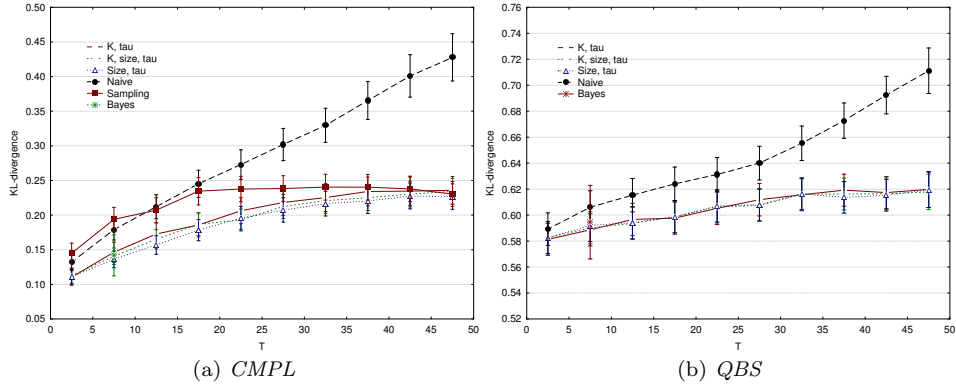 0.50
0.45
0.40
0.35
0.30
0.25
0.20
0.15
0.10
0.05
KL-divergence
K, tau
K, size, tau
Size, tau
Naive
Sampling
Bayes
0 5 10 15 20 25 30 35 40 45 50
T
(a) CMPL
0.76
0.74
0.72
0.70
0.68
0.66
0.64
0.62
0.60
0.58
0.56
0.54
0.52
KL-divergence
K, tau
K, size, tau
Size, tau
Naive
Bayes
0 5 10 15 20 25 30 35 40 45 50
T
(b) QBS